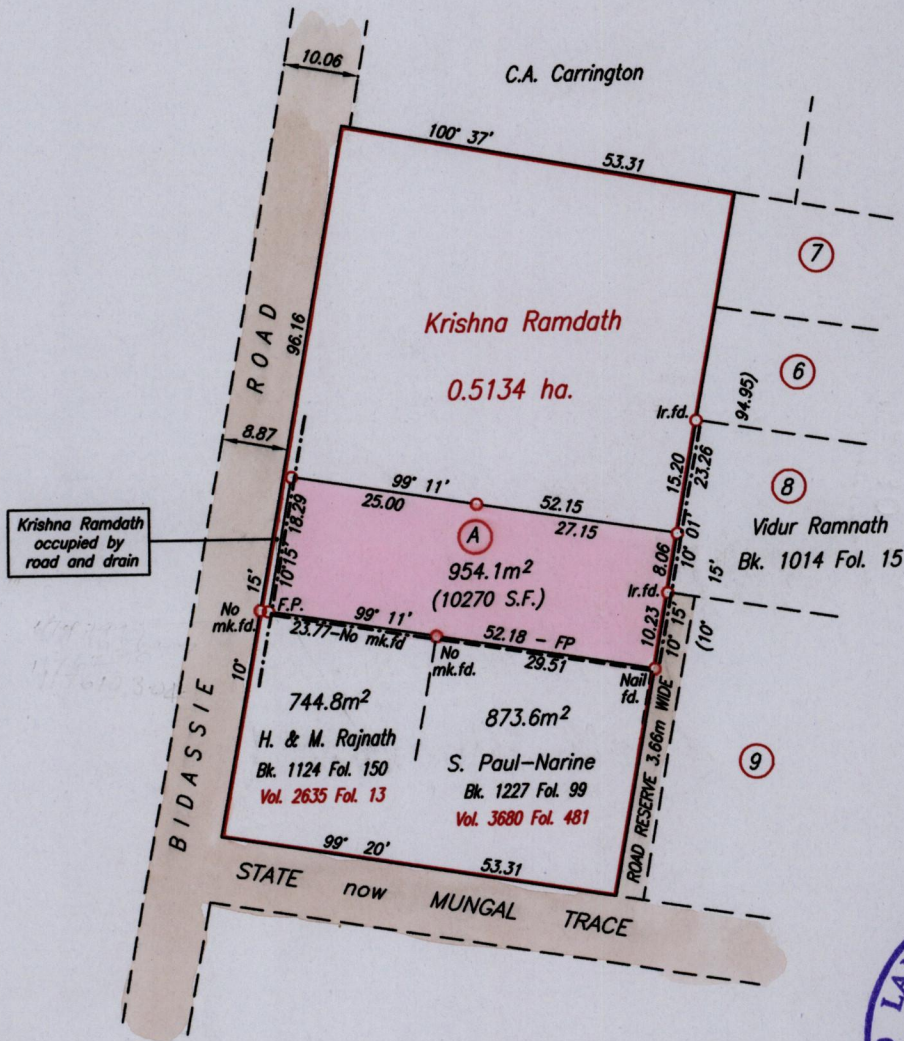 10.06
C.A. Carrington
100° 37'
53.31
7
Krishna Ramdath
0.5134 ha.
96.16
ROAD
6
94.95)
Ir.fd.
8.87
15.20
23.26
8
Vidur Ramnath
Bk. 1014 Fol. 15
99° 11'
25.00
52.15
27.15
A
954.1m²
(10270 S.F.)
Krishna Ramdath
occupied by
road and drain
18.29
10°15'
15'
10° 01'
8.06
15'
Ir.fd.
No
mk.fd.
F.P.
99° 11'
23.77-No mk.fd
52.18 - FP
No
mk.fd.
29.51
10.23
10° 15'
(10°
Nail
fd.
10°
744.8m²
H. & M. Rajnath
Bk. 1124 Fol. 150
Vol. 2635 Fol. 13
873.6m²
S. Paul-Narine
Bk. 1227 Fol. 99
Vol. 3680 Fol. 481
ROAD RESERVE 3.66m WIDE
9
BIDASSIE
99° 20'
53.31
STATE now MUNGAL TRACE
LA